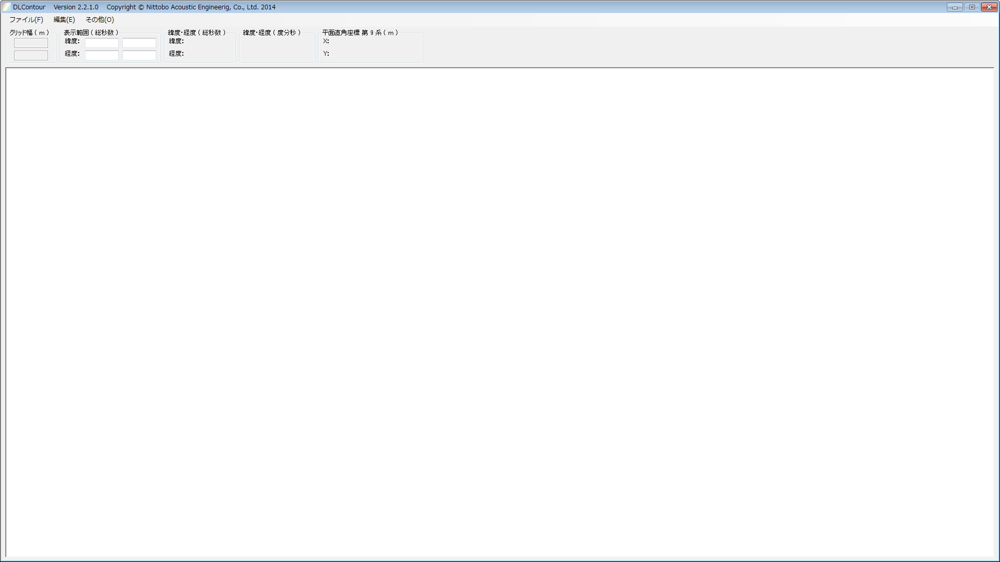 DLContour Version 2.2.1.0 Copyright © Nittobo Acoustic Engineerig, Co., Ltd. 2014
ファイル(F) 編集(E) その他(O)
グリッド幅 ( m ) 表示範囲 ( 総秒数 ) 緯度・経度 ( 総秒数 ) 緯度・経度 ( 度分秒 ) 平面直角座標 第 9 系 ( m )
緯度: 緯度: X:
経度: 経度: Y: